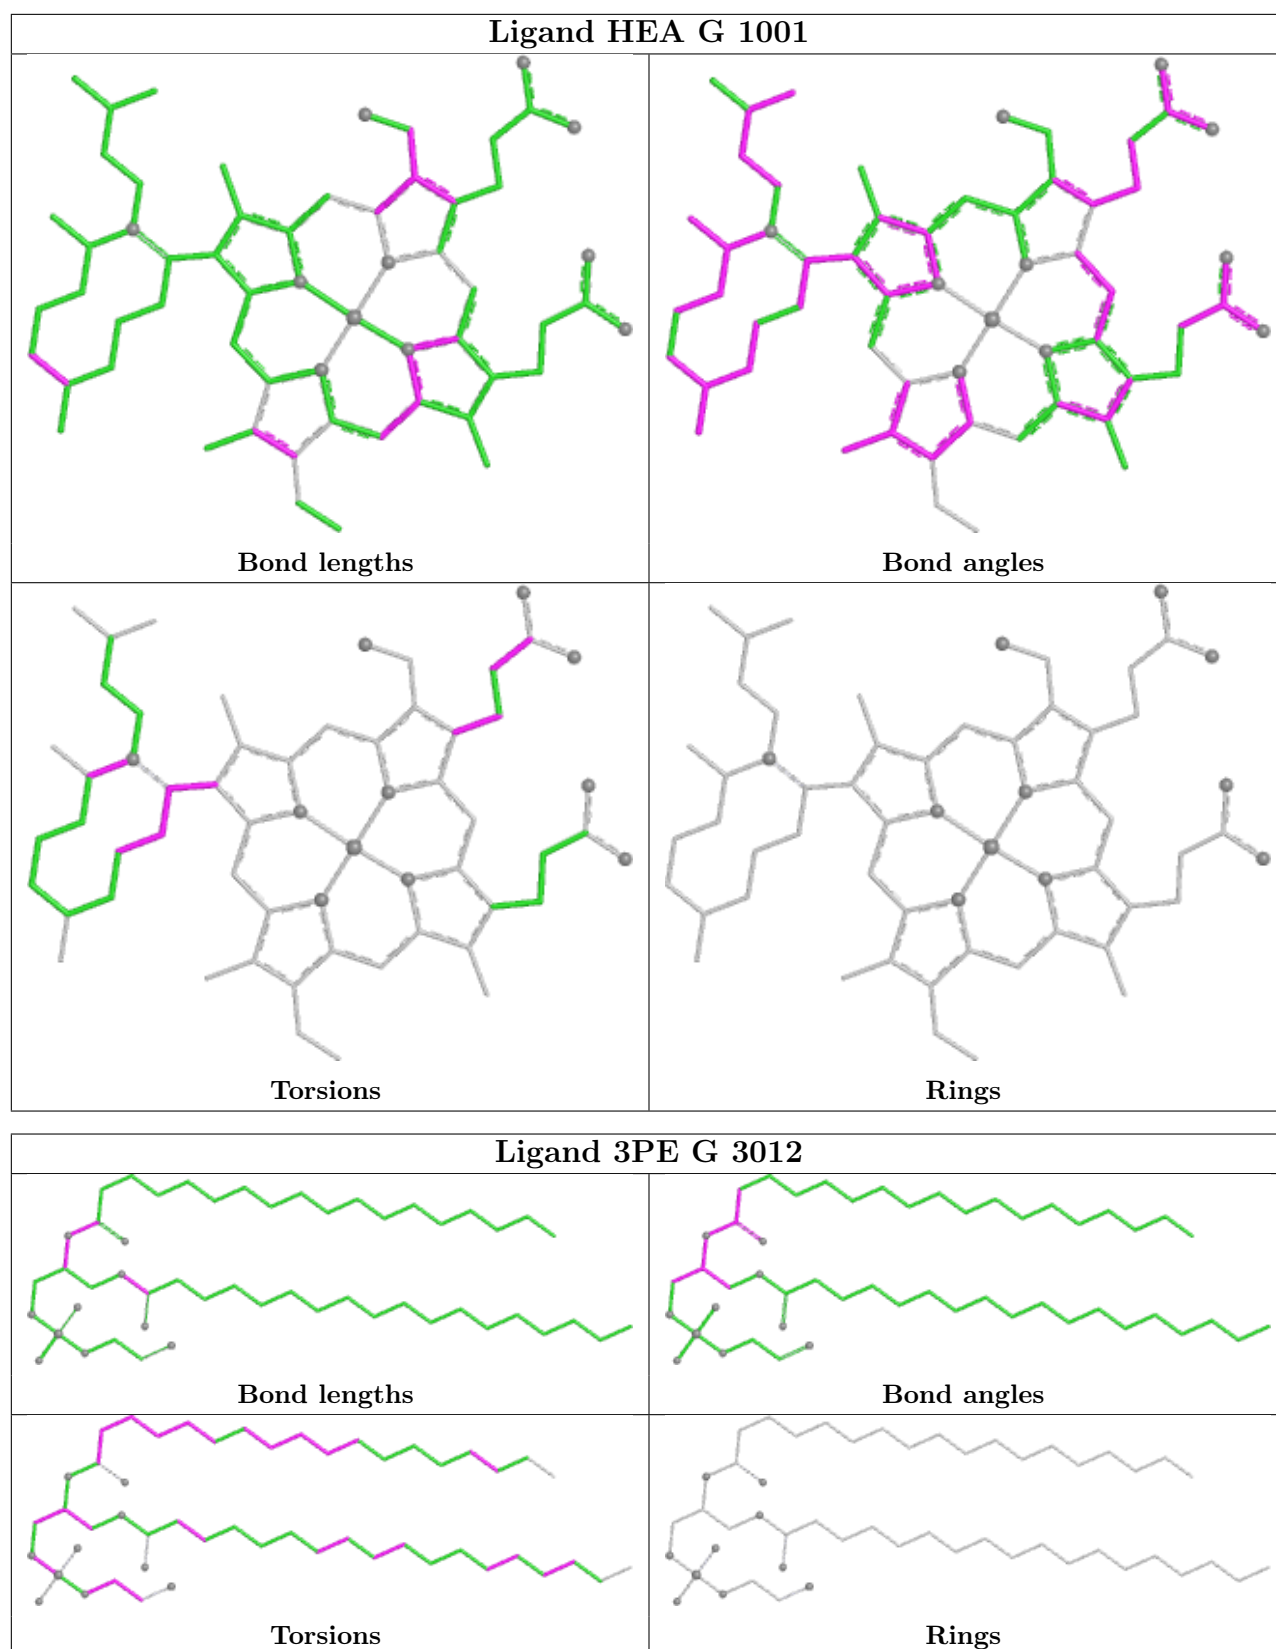 Ligand HEA G 1001
Bond lengths
Bond angles
Torsions
Rings
Ligand 3PE G 3012
Bond lengths
Bond angles
Torsions
Rings